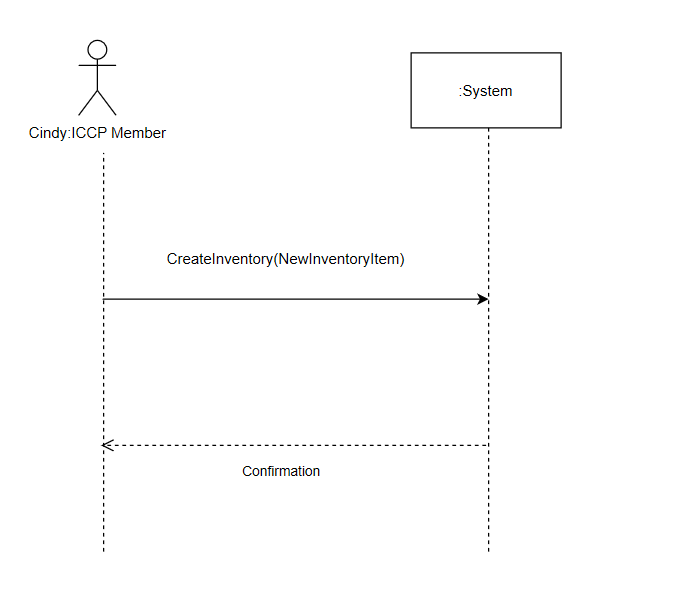 :System
Cindy:ICCP Member
CreateInventory(NewInventoryItem)
Confirmation